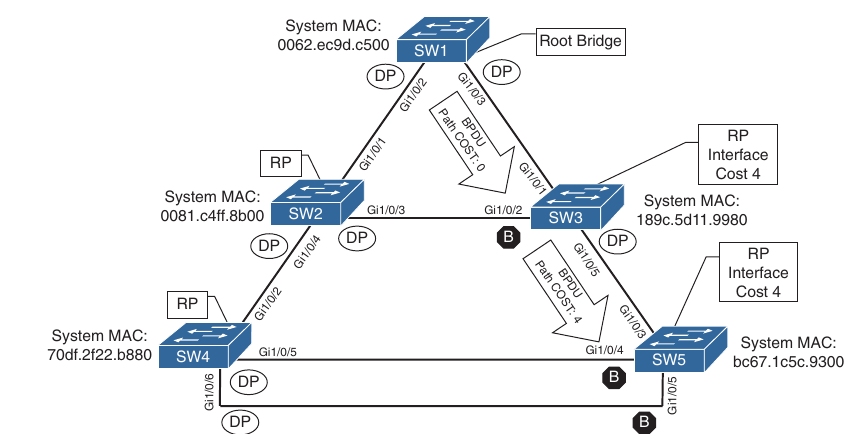 System MAC:
0062.ec9d.c500
SW1
Root Bridge
DP
DP
Gi1/0/2
Gi1/0/3
BPDU
Path COST: 0
RP
Gi1/0/1
Gi1/0/1
RP
Interface
Cost 4
System MAC:
0081.c4ff.8b00
SW2
Gi1/0/3
Gi1/0/2
SW3
System MAC:
189c.5d11.9980
DP
DP
Gi1/0/4
B
DP
Gi1/0/5
BPDU
Path COST: 4
RP
Interface
Cost 4
RP
Gi1/0/2
Gi1/0/3
System MAC:
70df.2f22.b880
SW4
Gi1/0/5
Gi1/0/4
SW5
System MAC:
bc67.1c5c.9300
Gi1/0/6
DP
B
Gi1/0/5
DP
B